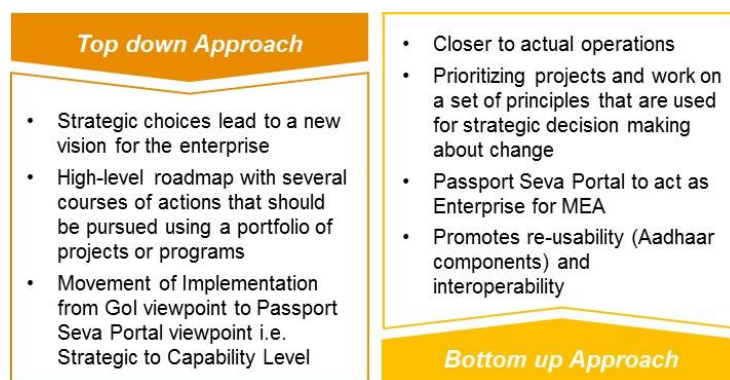 Top down Approach
• Strategic choices lead to a new
vision for the enterprise
• High-level roadmap with several
courses of actions that should
be pursued using a portfolio of
projects or programs
• Movement of Implementation
from GoI viewpoint to Passport
Seva Portal viewpoint i.e.
Strategic to Capability Level
• Closer to actual operations
• Prioritizing projects and work on
a set of principles that are used
for strategic decision making
about change
• Passport Seva Portal to act as
Enterprise for MEA
• Promotes re-usability (Aadhaar
components) and
interoperability
Bottom up Approach